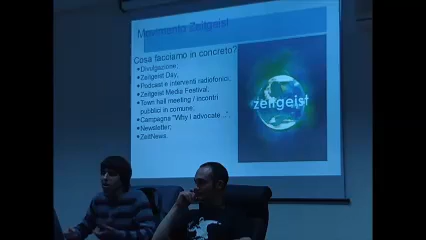 Movimento Zeitgeist
Cosa facciamo in concreto?
•Divulgazione;
•Zeitgeist Day;
•Podcast e interventi radiofonici;
•Zeitgeist Media Festival;
•Town hall meeting / incontri
pubblici in comune;
•Campagna "Why I advocate ..";
•Newsletter;
•ZeitNews.
zeitgeist